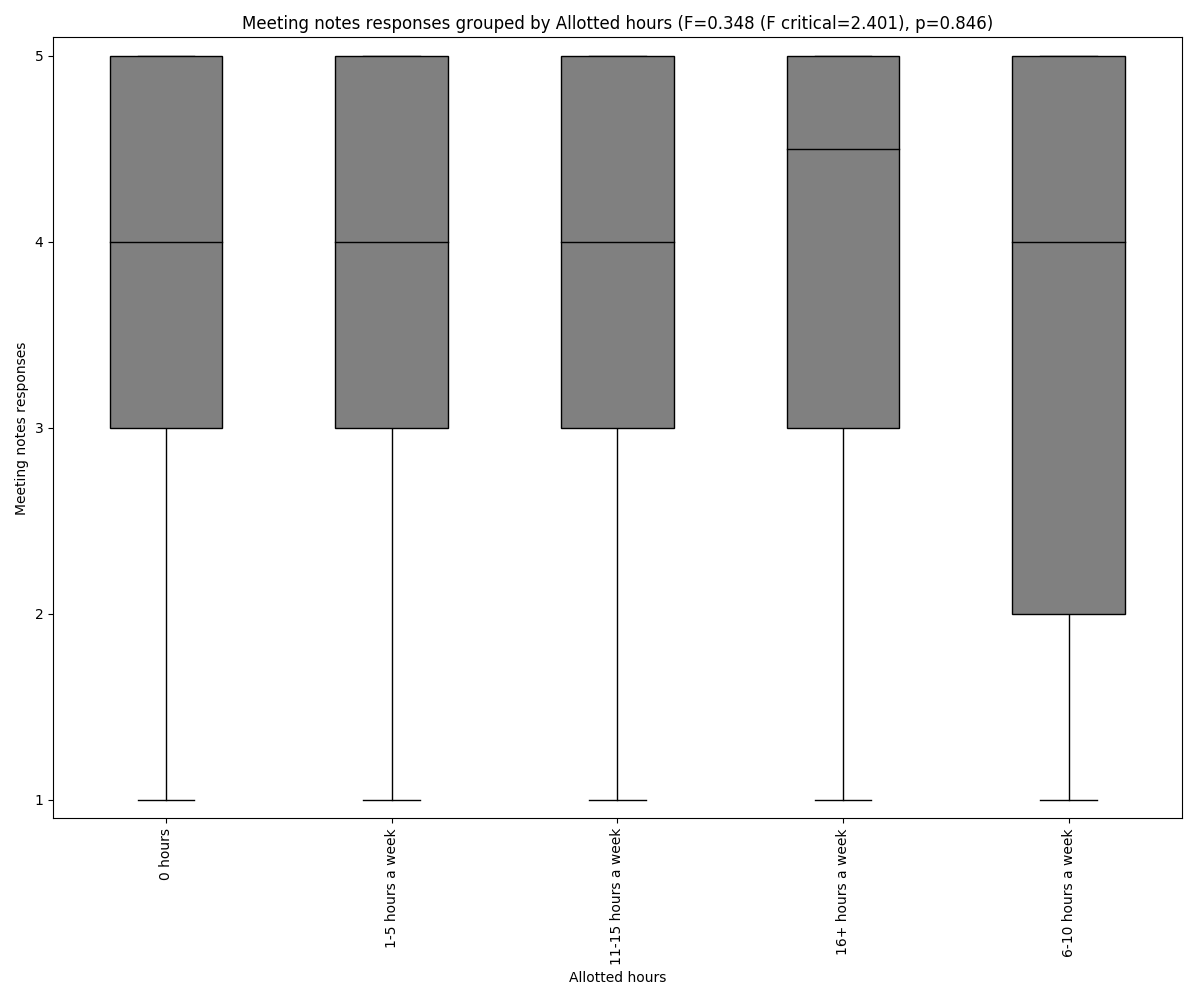 Meeting notes responses grouped by Allotted hours (F=0.348 (F critical=2.401), p=0.846)
Meeting notes responses
5
4
3
2
1
0 hours
1-5 hours a week
11-15 hours a week
16+ hours a week
6-10 hours a week
Allotted hours